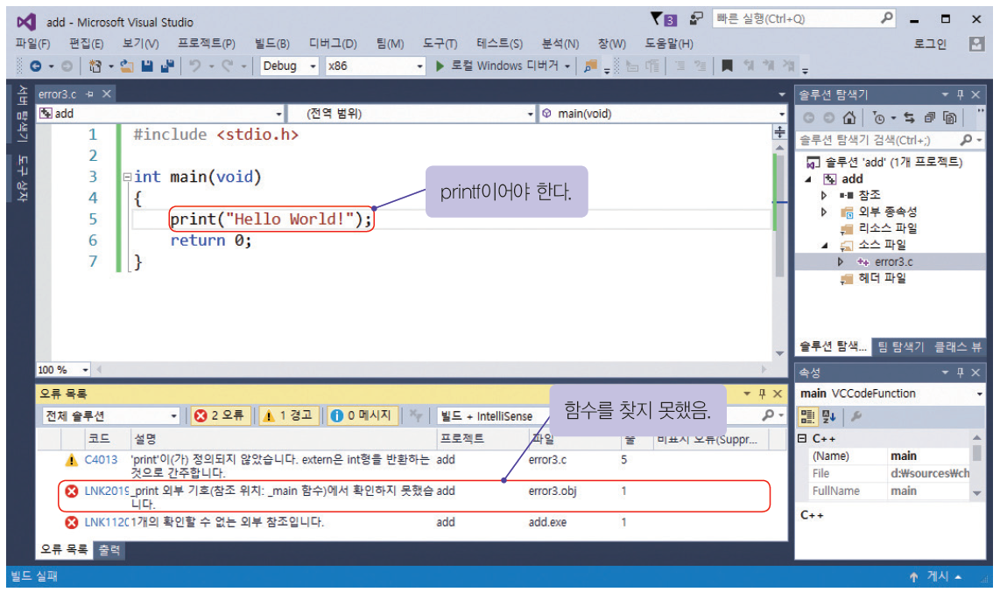 add - Microsoft Visual Studio
3
빠른 실행(Ctrl+Q)
파일(F) 편집(E) 보기(V) 프로젝트(P) 빌드(B) 디버그(D) 팀(M) 도구(T) 테스트(S) 분석(N) 창(W) 도움말(H)
로그인
Debug x86 로컬 Windows 디버거
서버 탐색기
도구 상자
error3.c
add (전역 범위) main(void)
1 #include <stdio.h>
2
3 int main(void)
4 {
5 print("Hello World!");
6 return 0;
7 }
printf이어야 한다.
100 %
솔루션 탐색기
솔루션 탐색기 검색(Ctrl+;)
솔루션 'add' (1개 프로젝트)
add
참조
외부 종속성
리소스 파일
소스 파일
error3.c
헤더 파일
솔루션 탐색... 팀 탐색기 클래스 뷰
속성
main VCCodeFunction
C++
(Name) main
File d:₩sources₩ch
FullName main
C++
오류 목록
전체 솔루션 2 오류 1 경고 0 메시지 빌드 + IntelliSense
함수를 찾지 못했음.
코드 설명 프로젝트 파일 줄 비표시 오류(Suppr...
C4013 'print'이(가) 정의되지 않았습니다. extern은 int형을 반환하는 add error3.c 5
것으로 간주합니다.
LNK2019 _print 외부 기호(참조 위치: _main 함수)에서 확인하지 못했습 add error3.obj 1
니다.
LNK1120 1개의 확인할 수 없는 외부 참조입니다. add add.exe 1
오류 목록 출력
빌드 실패
게시